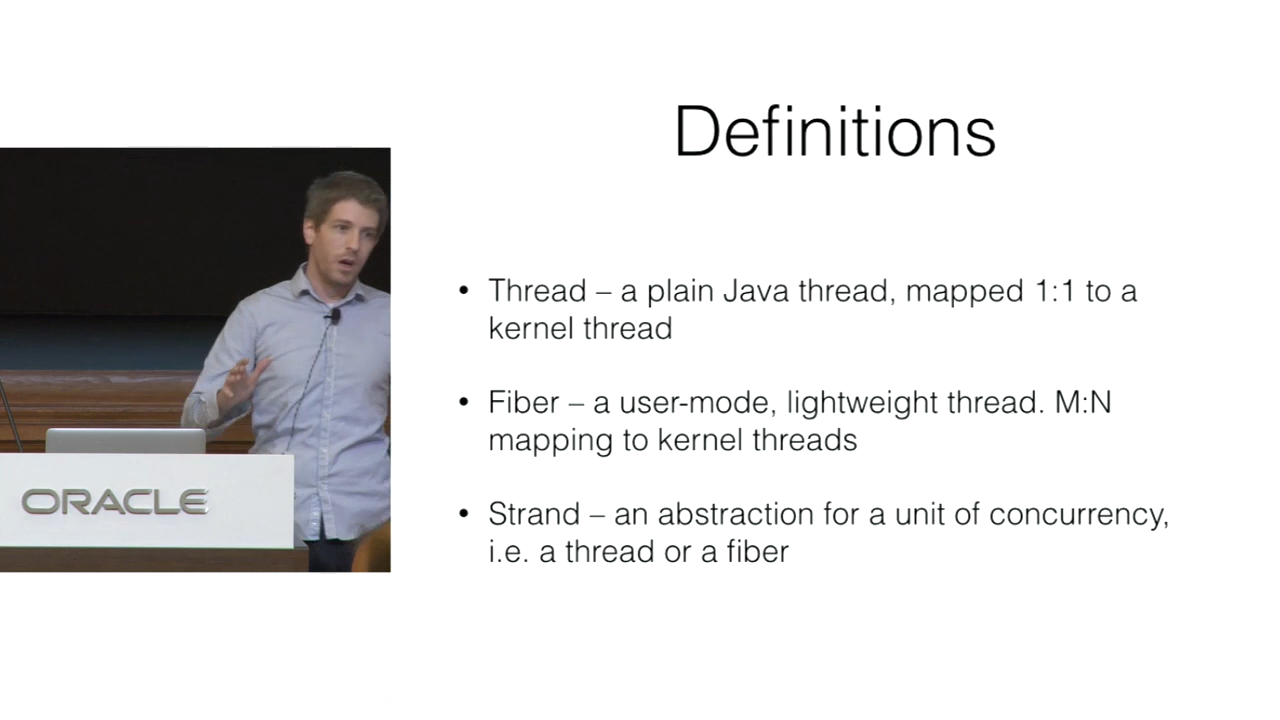 Definitions
• Thread – a plain Java thread, mapped 1:1 to a
kernel thread
• Fiber – a user-mode, lightweight thread. M:N
mapping to kernel threads
• Strand – an abstraction for a unit of concurrency,
i.e. a thread or a fiber
ORACLE